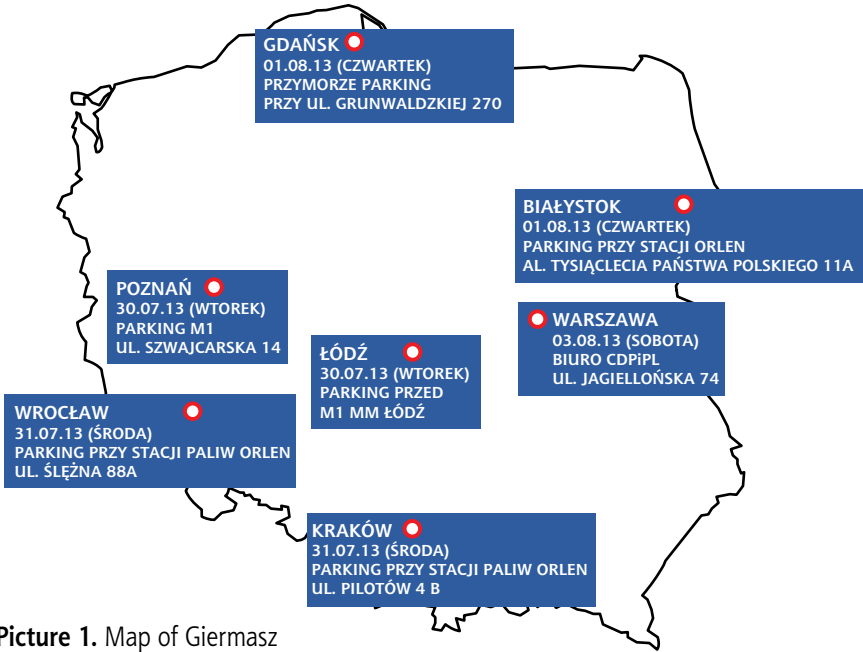 GDAŃSK
01.08.13 (CZWARTEK)
PRZYMORZE PARKING
PRZY UL. GRUNWALDZKIEJ 270
BIAŁYSTOK
01.08.13 (CZWARTEK)
PARKING PRZY STACJI ORLEN
AL. TYSIĄCLECIA PAŃSTWA POLSKIEGO 11A
POZNAŃ
30.07.13 (WTOREK)
PARKING M1
UL. SZWAJCARSKA 14
WARSZAWA
03.08.13 (SOBOTA)
BIURO CDPiPL
UL. JAGIELLOŃSKA 74
ŁÓDŹ
30.07.13 (WTOREK)
PARKING PRZED
M1 MM ŁÓDŹ
WROCŁAW
31.07.13 (ŚRODA)
PARKING PRZY STACJI PALIW ORLEN
UL. ŚLĘŻNA 88A
KRAKÓW
31.07.13 (ŚRODA)
PARKING PRZY STACJI PALIW ORLEN
UL. PILOTÓW 4 B
Picture 1. Map of Giermasz